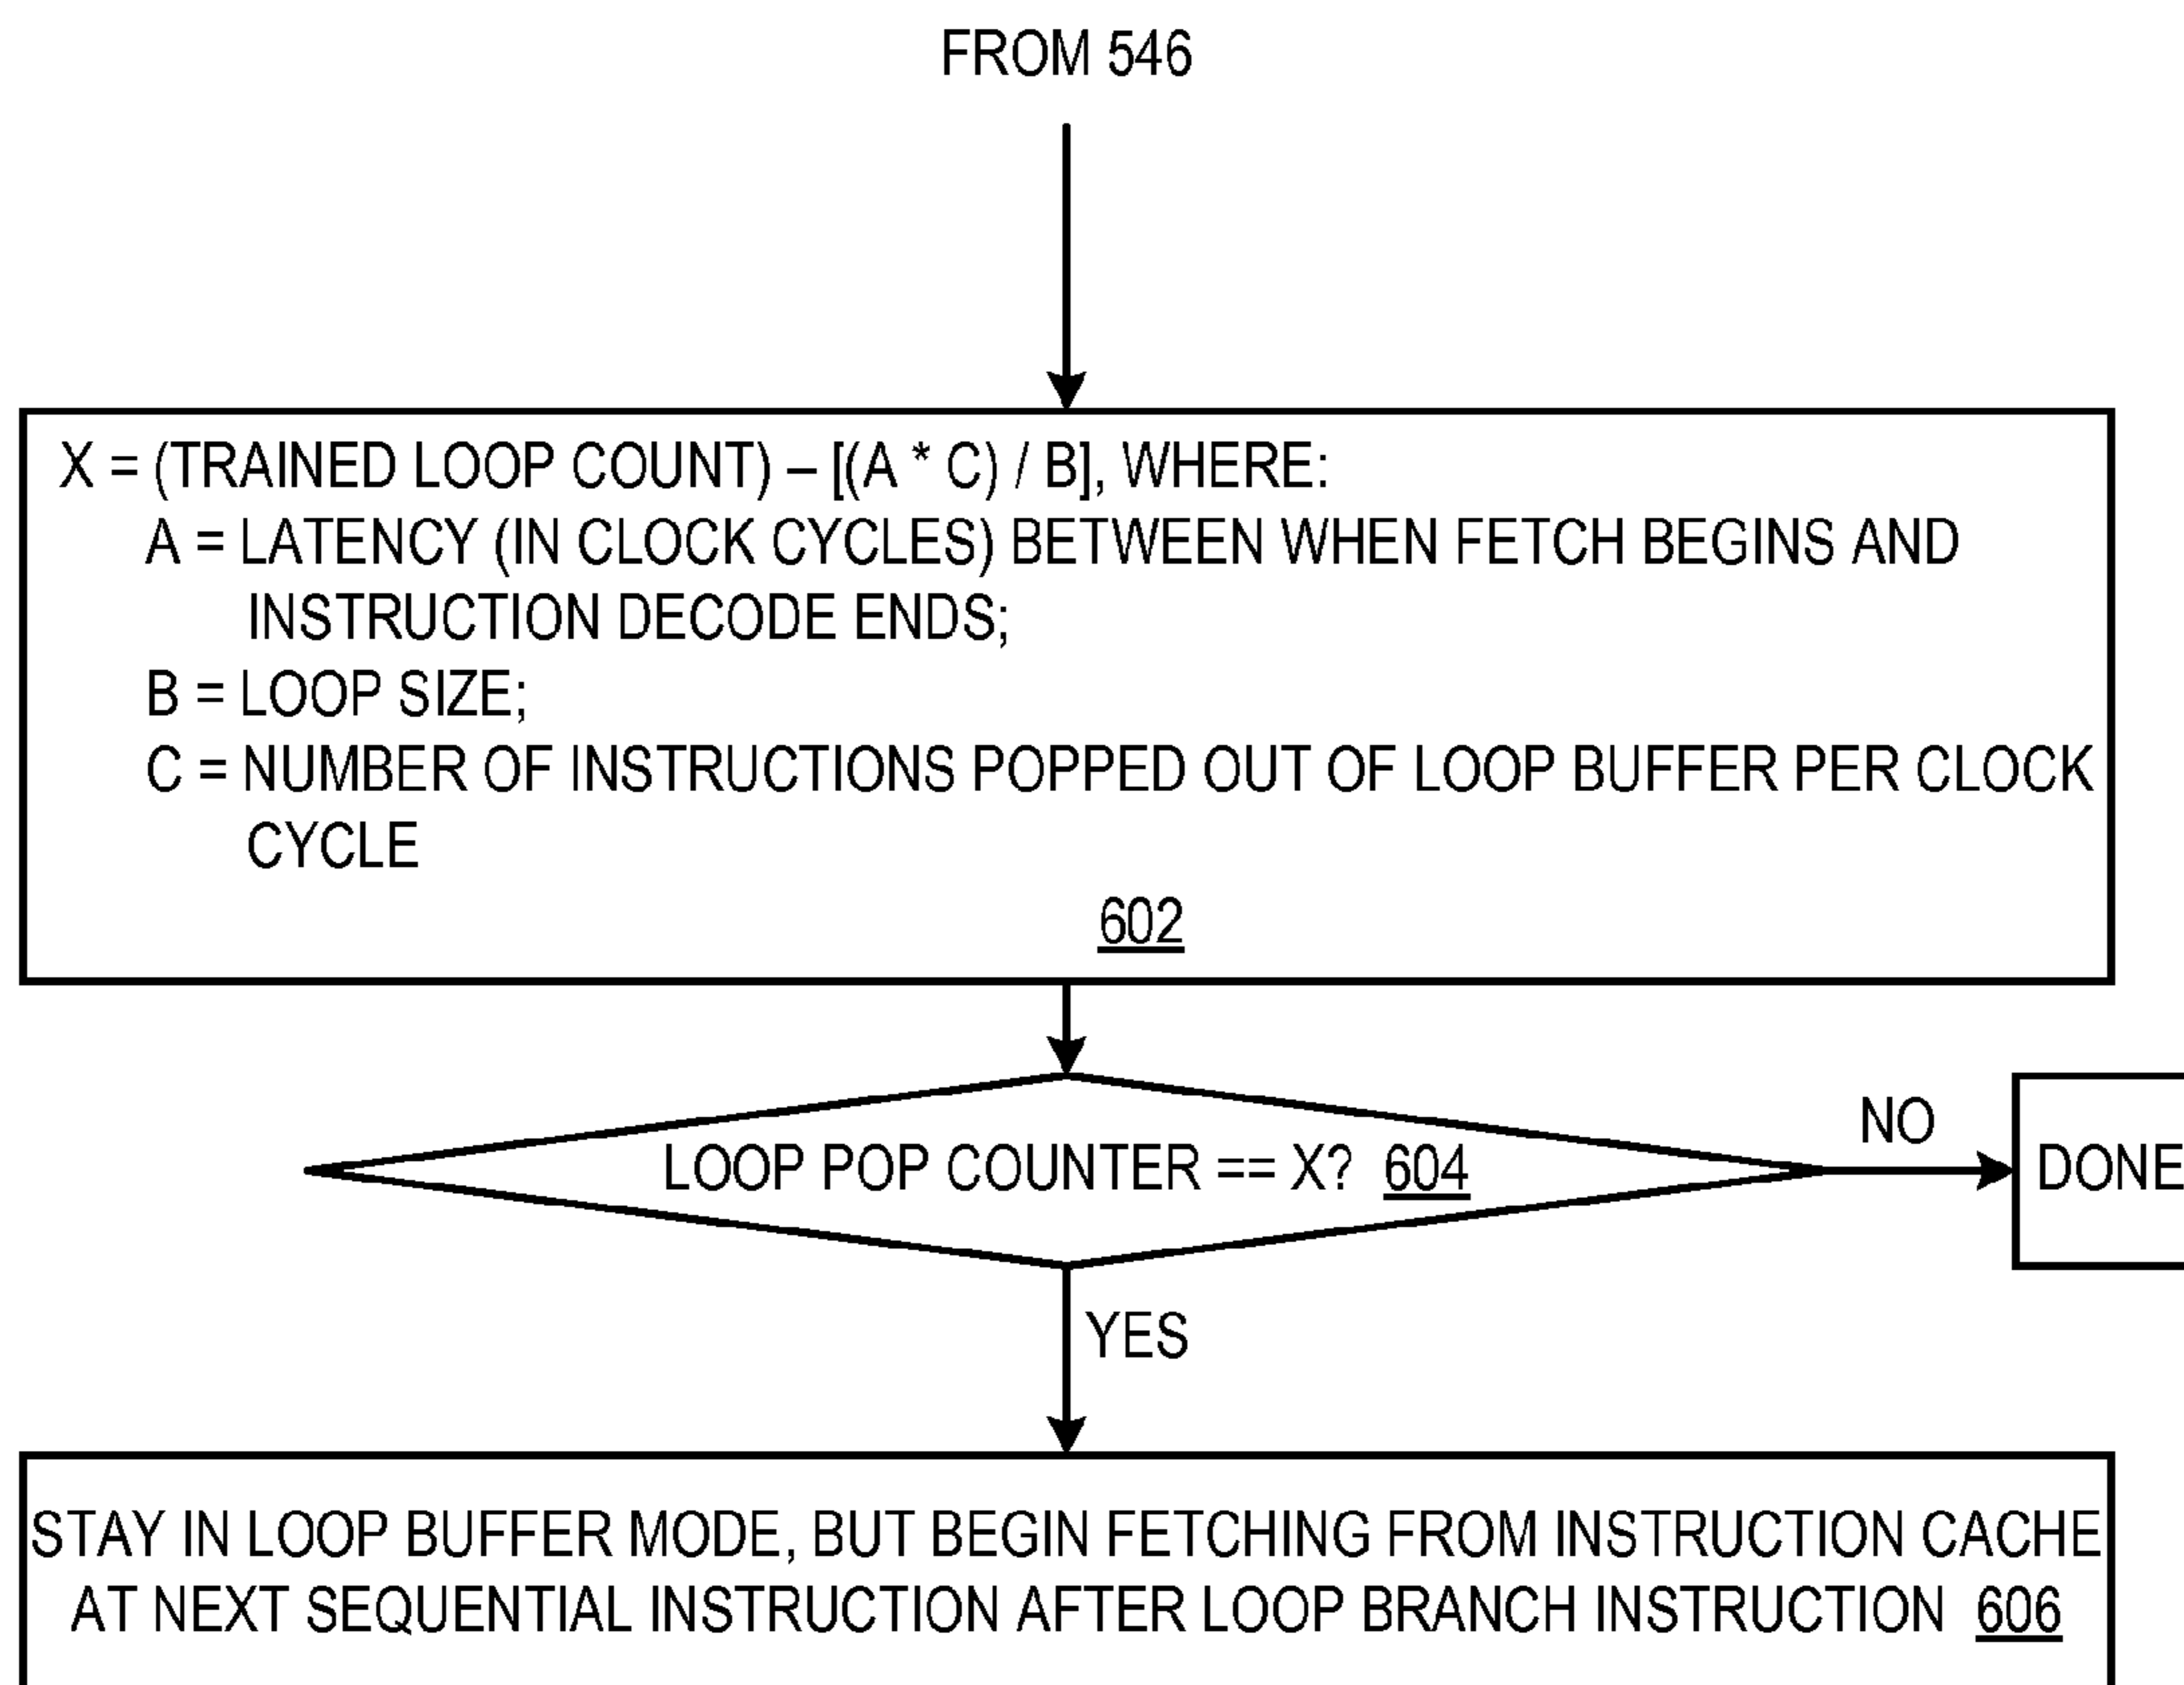 FROM 546
X = (TRAINED LOOP COUNT) – [(A * C) / B], WHERE:
A = LATENCY (IN CLOCK CYCLES) BETWEEN WHEN FETCH BEGINS AND
INSTRUCTION DECODE ENDS;
B = LOOP SIZE;
C = NUMBER OF INSTRUCTIONS POPPED OUT OF LOOP BUFFER PER CLOCK
CYCLE
602
LOOP POP COUNTER == X? 604
NO
DONE
YES
STAY IN LOOP BUFFER MODE, BUT BEGIN FETCHING FROM INSTRUCTION CACHE
AT NEXT SEQUENTIAL INSTRUCTION AFTER LOOP BRANCH INSTRUCTION 606